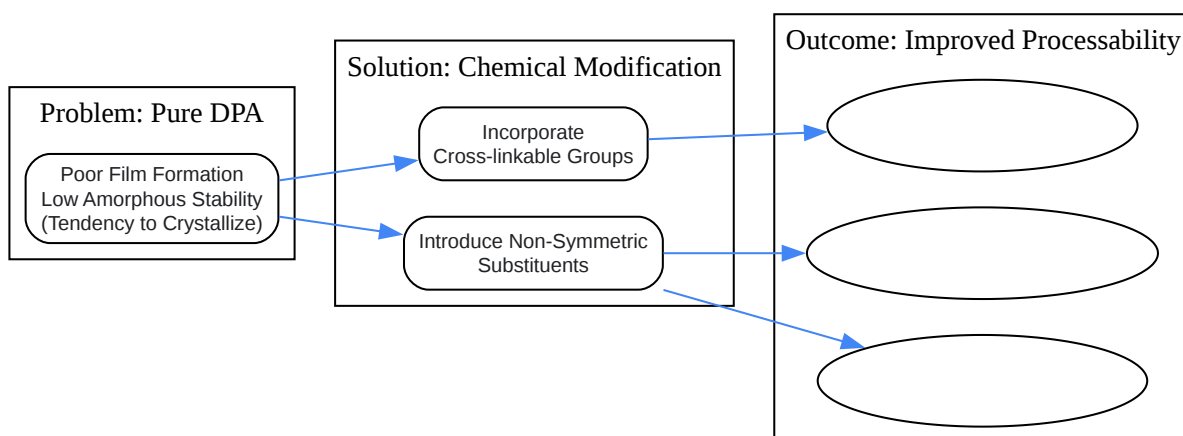 Problem: Pure DPA
Poor Film Formation
Low Amorphous Stability
(Tendency to Crystallize)
Solution: Chemical Modification
Incorporate
Cross-linkable Groups
Introduce Non-Symmetric
Substituents
Outcome: Improved Processability